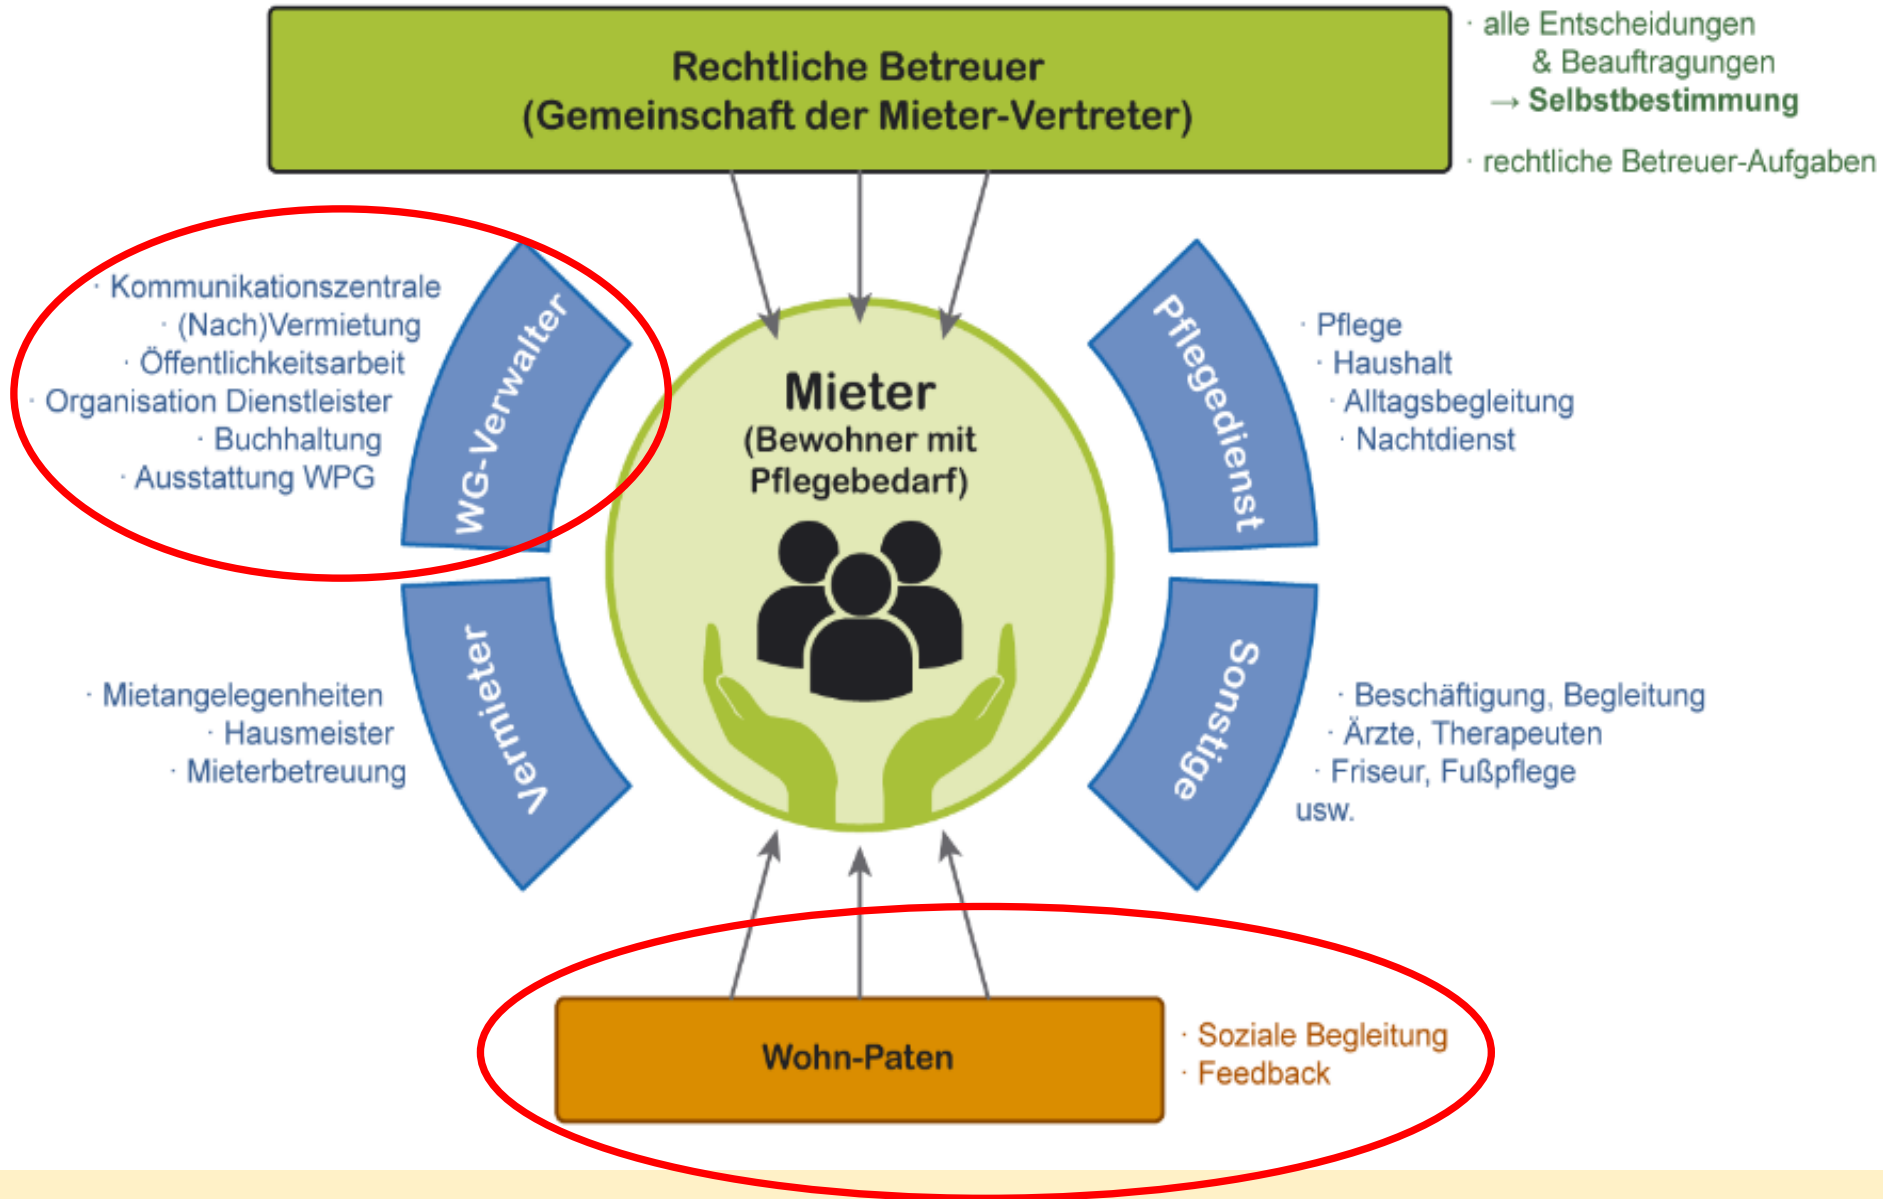 Rechtliche Betreuer
(Gemeinschaft der Mieter-Vertreter)
· alle Entscheidungen
& Beauftragungen
→ Selbstbestimmung
· rechtliche Betreuer-Aufgaben
· Kommunikationszentrale
· (Nach)Vermietung
· Öffentlichkeitsarbeit
· Organisation Dienstleister
· Buchhaltung
· Ausstattung WPG
WG-Verwalter
Mieter
(Bewohner mit
Pflegebedarf)
Pflegedienst
· Pflege
· Haushalt
· Alltagsbegleitung
· Nachtdienst
· Mietangelegenheiten
· Hausmeister
· Mieterbetreuung
Vermieter
Sonstige
· Beschäftigung, Begleitung
· Ärzte, Therapeuten
· Friseur, Fußpflege
usw.
Wohn-Paten
· Soziale Begleitung
· Feedback